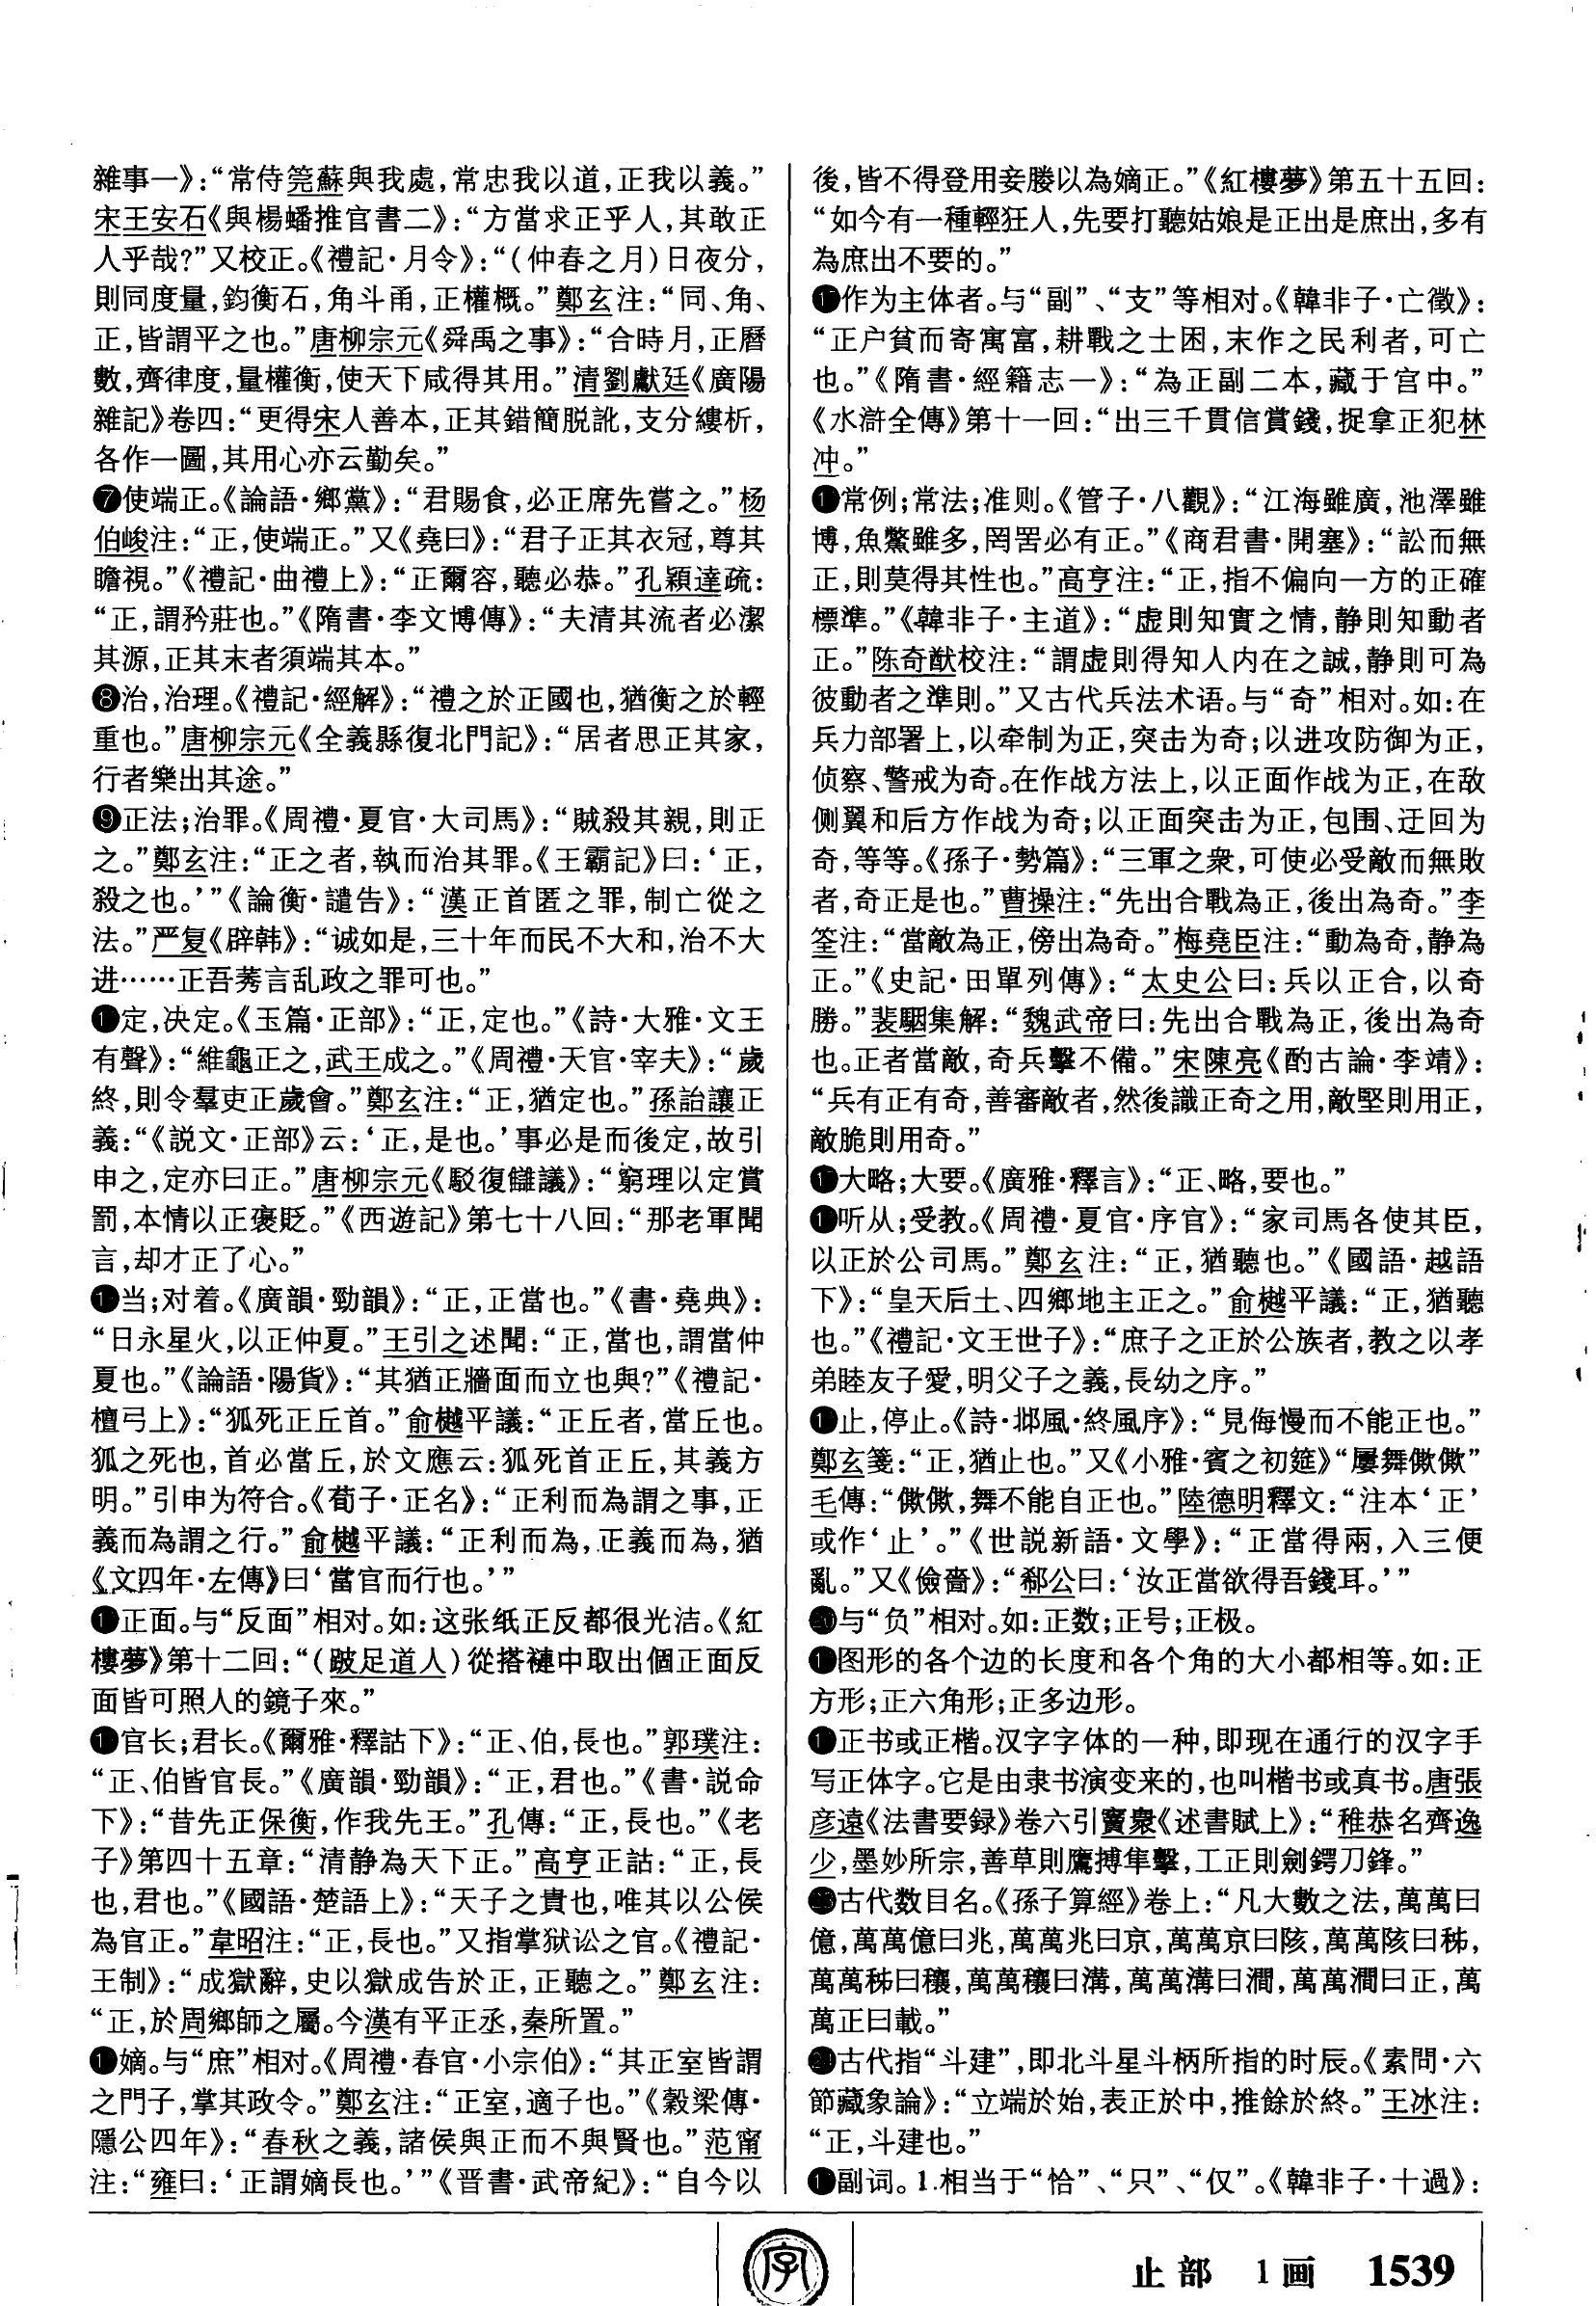 雜事一》：“常侍筦蘇與我處，常忠我以道，正我以義。”
宋王安石《與楊蟠推官書二》：“方當求正乎人，其敢正
人乎哉？”又校正。《禮記·月令》：“（仲春之月）日夜分，
則同度量，鈞衡石，角斗甬，正權概。”鄭玄注：“同、角、
正，皆謂平之也。”唐柳宗元《舜禹之事》：“合時月，正曆
數，齊律度，量權衡，使天下咸得其用。”清劉獻廷《廣陽
雜記》卷四：“更得宋人善本，正其錯簡脱訛，支分縷析，
各作一圖，其用心亦云勤矣。”
❼使端正。《論語·鄉黨》：“君賜食，必正席先嘗之。”杨
伯峻注：“正，使端正。”又《堯曰》：“君子正其衣冠，尊其
瞻視。”《禮記·曲禮上》：“正爾容，聽必恭。”孔穎達疏：
“正，謂矜莊也。”《隋書·李文博傳》：“夫清其流者必潔
其源，正其末者須端其本。”
❽治，治理。《禮記·經解》：“禮之於正國也，猶衡之於輕
重也。”唐柳宗元《全義縣復北門記》：“居者思正其家，
行者樂出其途。”
❾正法；治罪。《周禮·夏官·大司馬》：“賊殺其親，則正
之。”鄭玄注：“正之者，執而治其罪。《王霸記》曰：‘正，
殺之也。’”《論衡·譴告》：“漢正首匿之罪，制亡從之
法。”严复《辟韩》：“诚如是，三十年而民不大和，治不大
进……正吾莠言乱政之罪可也。”
定，决定。《玉篇·正部》：“正，定也。”《詩·大雅·文王
有聲》：“維龜正之，武王成之。”《周禮·天官·宰夫》：“歲
終，則令羣吏正歲會。”鄭玄注：“正，猶定也。”孫詒讓正
義：“《説文·正部》云：‘正，是也。’事必是而後定，故引
申之，定亦曰正。”唐柳宗元《駁復讎議》：“窮理以定賞
罰，本情以正褒貶。”《西遊記》第七十八回：“那老軍聞
言，却才正了心。”
当；对着。《廣韻·勁韻》：“正，正當也。”《書·堯典》：
“日永星火，以正仲夏。”王引之述聞：“正，當也，謂當仲
夏也。”《論語·陽貨》：“其猶正牆面而立也與？”《禮記·
檀弓上》：“狐死正丘首。”俞樾平議：“正丘者，當丘也。
狐之死也，首必當丘，於文應云：狐死首正丘，其義方
明。”引申为符合。《荀子·正名》：“正利而為謂之事，正
義而為謂之行。”俞樾平議：“正利而為，正義而為，猶
《文四年·左傳》曰‘當官而行也。’”
正面。与“反面”相对。如：这张纸正反都很光洁。《紅
樓夢》第十二回：“（跛足道人）從搭褳中取出個正面反
面皆可照人的鏡子來。”
官长；君长。《爾雅·釋詁下》：“正、伯，長也。”郭璞注：
“正、伯皆官長。”《廣韻·勁韻》：“正，君也。”《書·説命
下》：“昔先正保衡，作我先王。”孔傳：“正，長也。”《老
子》第四十五章：“清静為天下正。”高亨正詁：“正，長
也，君也。”《國語·楚語上》：“天子之貴也，唯其以公侯
為官正。”韋昭注：“正，長也。”又指掌狱讼之官。《禮記·
王制》：“成獄辭，史以獄成告於正，正聽之。”鄭玄注：
“正，於周鄉師之屬。今漢有平正丞，秦所置。”
嫡。与“庶”相对。《周禮·春官·小宗伯》：“其正室皆謂
之門子，掌其政令。”鄭玄注：“正室，適子也。”《穀梁傳·
隱公四年》：“春秋之義，諸侯與正而不與賢也。”范甯
注：“雍曰：‘正謂嫡長也。’”《晋書·武帝紀》：“自今以
後，皆不得登用妾媵以為嫡正。”《紅樓夢》第五十五回：
“如今有一種輕狂人，先要打聽姑娘是正出是庶出，多有
為庶出不要的。”
作为主体者。与“副”、“支”等相对。《韓非子·亡徵》：
“正户贫而寄寓富，耕戰之士困，末作之民利者，可亡
也。”《隋書·經籍志一》：“為正副二本，藏于宫中。”
《水滸全傳》第十一回：“出三千貫信賞錢，捉拿正犯林
冲。”
常例；常法；准则。《管子·八觀》：“江海雖廣，池澤雖
博，魚鱉雖多，罔罟必有正。”《商君書·開塞》：“訟而無
正，則莫得其性也。”高亨注：“正，指不偏向一方的正確
標準。”《韓非子·主道》：“虚則知實之情，静則知動者
正。”陈奇猷校注：“謂虚則得知人内在之誠，静則可為
彼動者之準則。”又古代兵法术语。与“奇”相对。如：在
兵力部署上，以牵制为正，突击为奇；以进攻防御为正，
侦察、警戒为奇。在作战方法上，以正面作战为正，在敌
侧翼和后方作战为奇；以正面突击为正，包围、迂回为
奇，等等。《孫子·勢篇》：“三軍之衆，可使必受敵而無敗
者，奇正是也。”曹操注：“先出合戰為正，後出為奇。”李
筌注：“當敵為正，傍出為奇。”梅堯臣注：“動為奇，静為
正。”《史記·田單列傳》：“太史公曰：兵以正合，以奇
勝。”裴駰集解：“魏武帝曰：先出合戰為正，後出為奇
也。正者當敵，奇兵擊不備。”宋陳亮《酌古論·李靖》：
“兵有正有奇，善審敵者，然後識正奇之用，敵堅則用正，
敵脆則用奇。”
大略；大要。《廣雅·釋言》：“正、略，要也。”
听从；受教。《周禮·夏官·序官》：“家司馬各使其臣，
以正於公司馬。”鄭玄注：“正，猶聽也。”《國語·越語
下》：“皇天后土、四鄉地主正之。”俞樾平議：“正，猶聽
也。”《禮記·文王世子》：“庶子之正於公族者，教之以孝
弟睦友子愛，明父子之義，長幼之序。”
止，停止。《詩·邶風·終風序》：“見侮慢而不能正也。”
鄭玄箋：“正，猶止也。”又《小雅·賓之初筵》“屢舞僛僛”
毛傳：“僛僛，舞不能自正也。”陸德明釋文：“注本‘正’
或作‘止’。”《世説新語·文學》：“正當得兩，入三便
亂。”又《儉嗇》：“郗公曰：‘汝正當欲得吾錢耳。’”
与“负”相对。如：正数；正号；正极。
图形的各个边的长度和各个角的大小都相等。如：正
方形；正六角形；正多边形。
正书或正楷。汉字字体的一种，即现在通行的汉字手
写正体字。它是由隶书演变来的，也叫楷书或真书。唐張
彦遠《法書要録》卷六引竇衆《述書賦上》：“稚恭名齊逸
少，墨妙所宗，善草則鷹搏隼擊，工正則劍鍔刀鋒。”
古代数目名。《孫子算經》卷上：“凡大數之法，萬萬曰
億，萬萬億曰兆，萬萬兆曰京，萬萬京曰陔，萬萬陔曰秭，
萬萬秭曰穰，萬萬穰曰溝，萬萬溝曰澗，萬萬澗曰正，萬
萬正曰載。”
古代指“斗建”，即北斗星斗柄所指的时辰。《素問·六
節藏象論》：“立端於始，表正於中，推餘於終。”王冰注：
“正，斗建也。”
副词。1.相当于“恰”、“只”、“仅”。《韓非子·十過》：
字
止部 1画 1539